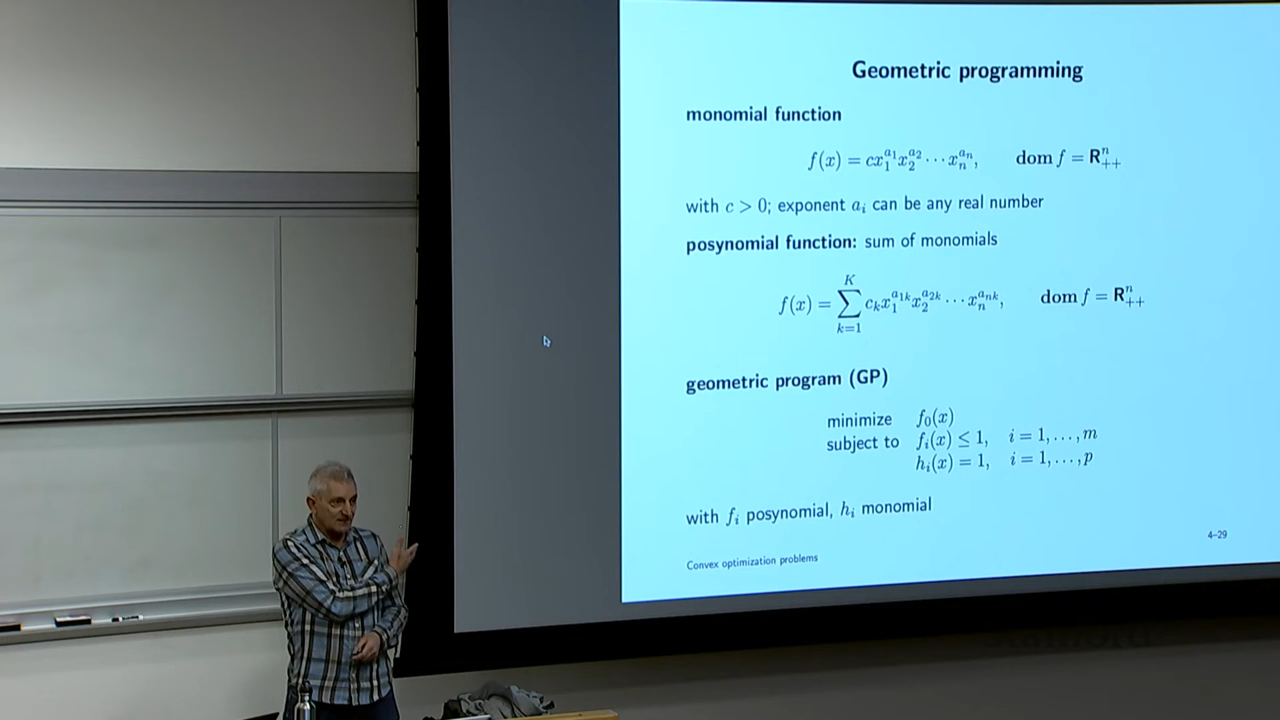 Geometric programming
monomial function
f(x) = cx_1^{a_1} x_2^{a_2} ⋯ x_n^{a_n}, dom f = R_{++}^n
with c > 0; exponent a_i can be any real number
posynomial function: sum of monomials
f(x) = ∑_{k=1}^{K} c_k x_1^{a_{1k}} x_2^{a_{2k}} ⋯ x_n^{a_{nk}}, dom f = R_{++}^n
geometric program (GP)
minimize f_0(x)
subject to f_i(x) ≤ 1, i = 1, …, m
h_i(x) = 1, i = 1, …, p
with f_i posynomial, h_i monomial
Convex optimization problems 4–29